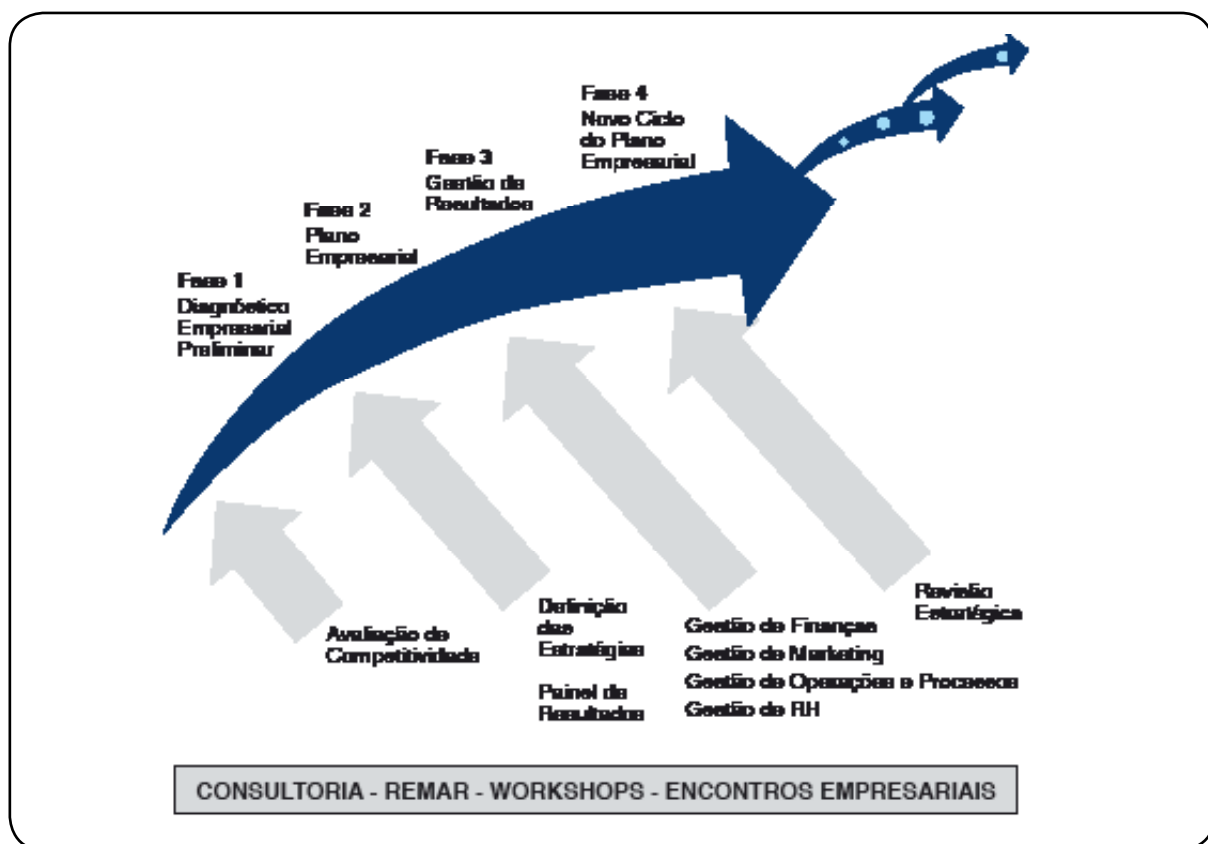 Fase 4
Novo Ciclo
do Plano
Empresarial
Fase 3
Gestão de
Resultados
Fase 2
Plano
Empresarial
Fase 1
Diagnóstico
Empresarial
Preliminar
Avaliação de
Competitividade
Definição
das
Estratégias
Painel de
Resultados
Gestão de Finanças
Gestão de Marketing
Gestão de Operações e Processos
Gestão de RH
Revisão
Estratégica
CONSULTORIA - REMAR - WORKSHOPS - ENCONTROS EMPRESARIAIS